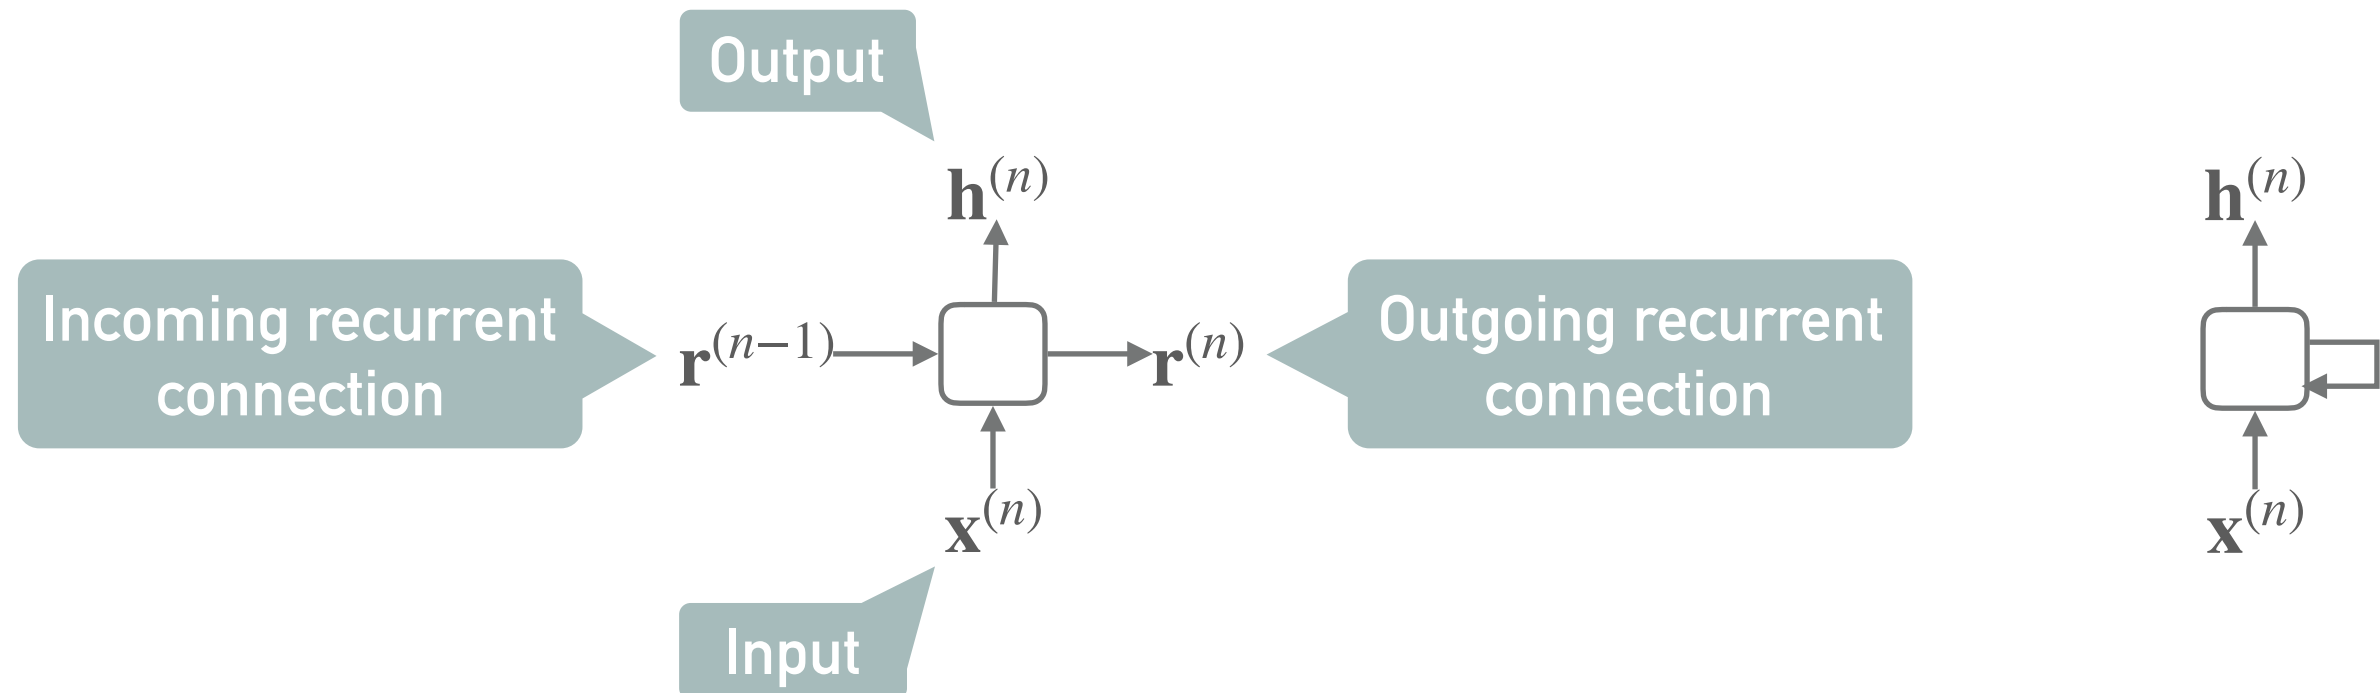 Output
h^(n)
h^(n)
Incoming recurrent
connection
r^(n−1)
r^(n)
Outgoing recurrent
connection
x^(n)
x^(n)
Input